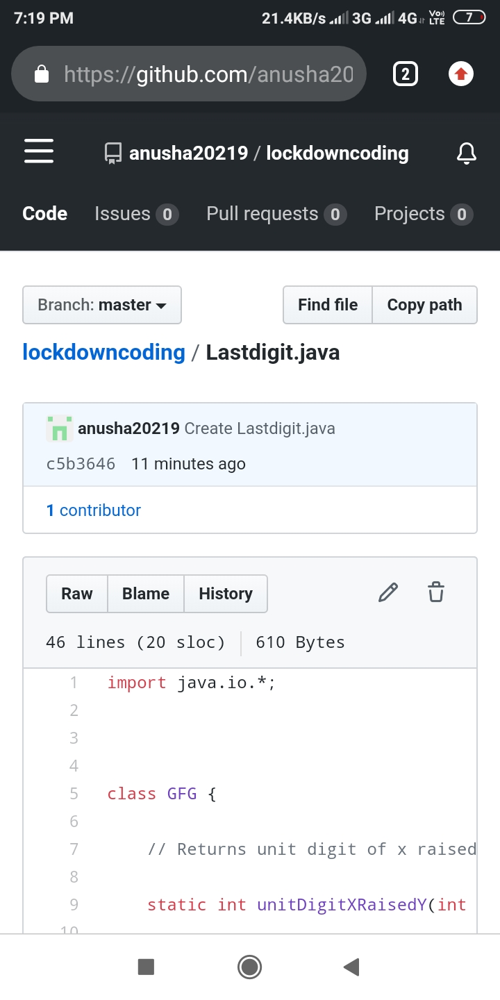 7:19 PM 21.4KB/s 3G 4G Vo) LTE 7
https://github.com/anusha20 2
anusha20219 / lockdowncoding
Code Issues 0 Pull requests 0 Projects 0
Branch: master Find file Copy path
lockdowncoding / Lastdigit.java
anusha20219 Create Lastdigit.java
c5b3646 11 minutes ago
1 contributor
Raw Blame History
46 lines (20 sloc) 610 Bytes
1 import java.io.*;
2
3
4
5 class GFG {
6
7 // Returns unit digit of x raised
8
9 static int unitDigitXRaisedY(int
10